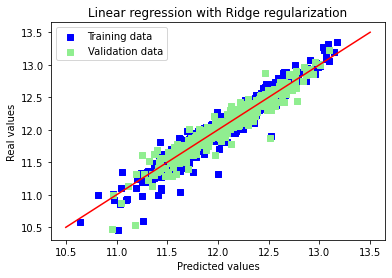 Linear regression with Ridge regularization
Training data
Validation data
Real values
13.5
13.0
12.5
12.0
11.5
11.0
10.5
10.5 11.0 11.5 12.0 12.5 13.0 13.5
Predicted values